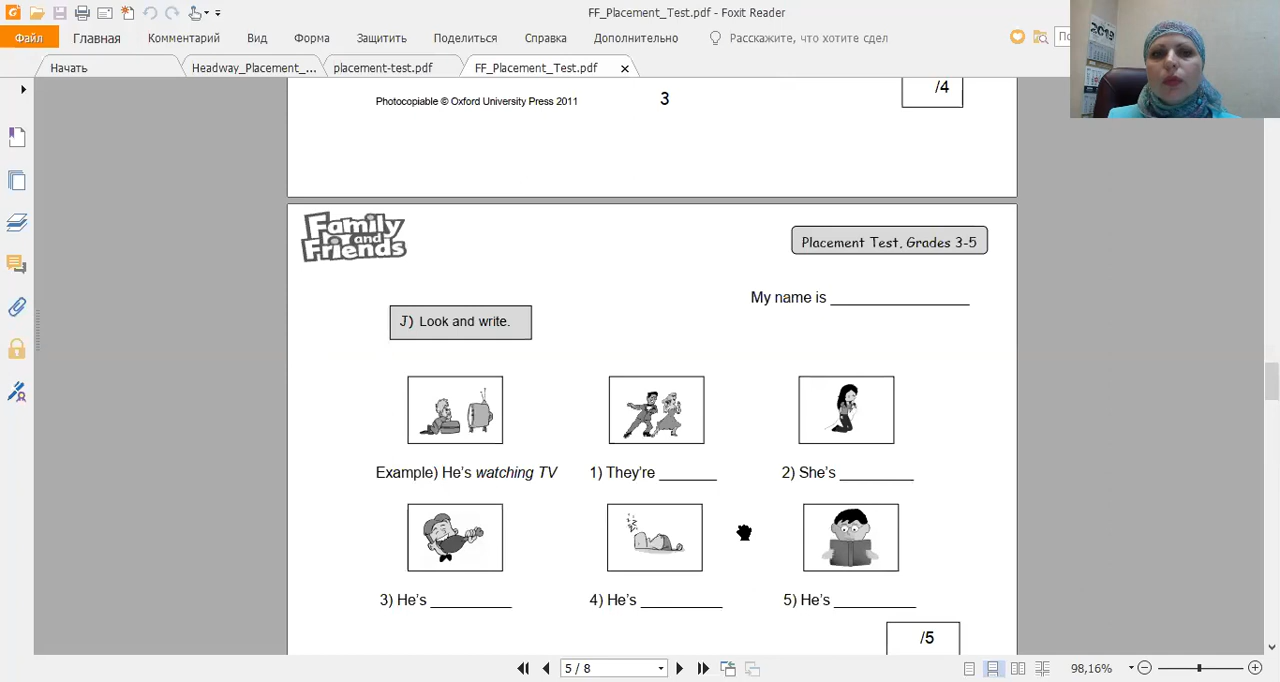 FF_Placement_Test.pdf - Foxit Reader
Файл Главная Комментарий Вид Форма Защитить Поделиться Справка Дополнительно Расскажите, что хотите сдел
Начать Headway_Placement_... placement-test.pdf FF_Placement_Test.pdf
2019
Photocopiable © Oxford University Press 2011 3 /4
Family and Friends
Placement Test, Grades 3-5
My name is
J) Look and write.
Example) He's watching TV 1) They're 2) She's
3) He's 4) He's 5) He's
/5
5 / 8 98,16%